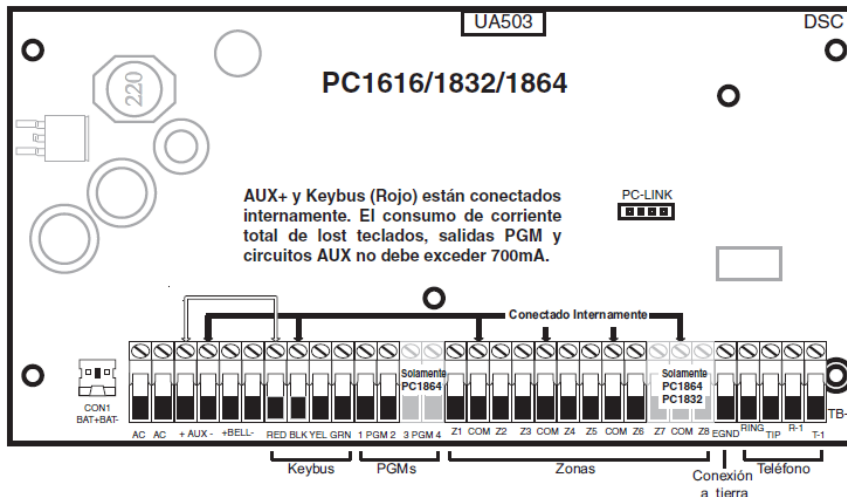 UA503
DSC
PC1616/1832/1864
220
AUX+ y Keybus (Rojo) están conectados
internamente. El consumo de corriente
total de lost teclados, salidas PGM y
circuitos AUX no debe exceder 700mA.
PC-LINK
Conectado Internamente
Solamente
PC1864
Solamente
PC1864
PC1832
CON1
BAT+BAT-
TB-
AC AC + AUX - +BELL- RED BLK YEL GRN 1 PGM 2 3 PGM 4 Z1 COM Z2 Z3 COM Z4 Z5 COM Z6 Z7 COM Z8 EGND RING TIP R-1 T-1
Keybus PGMs Zonas Conexión Teléfono
a tierra